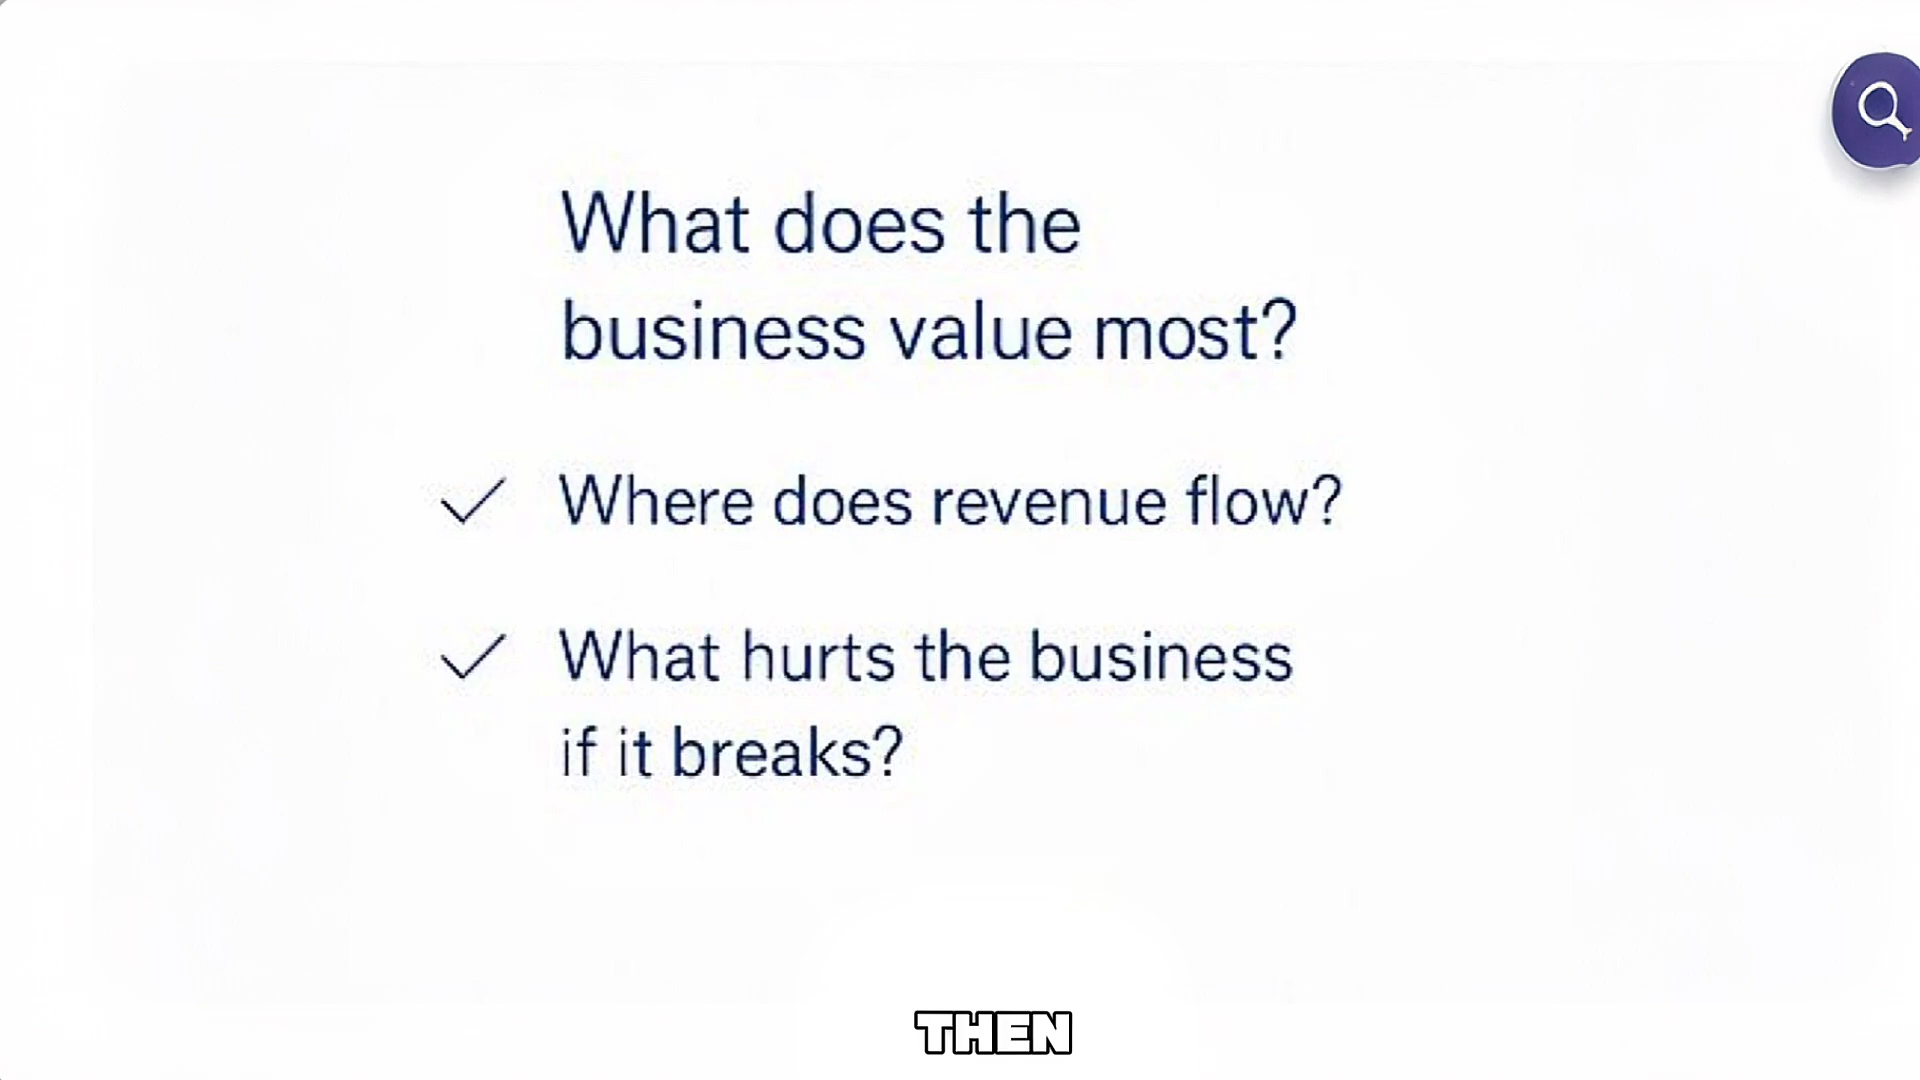 What does the
business value most?
Where does revenue flow?
What hurts the business
if it breaks?
THEN